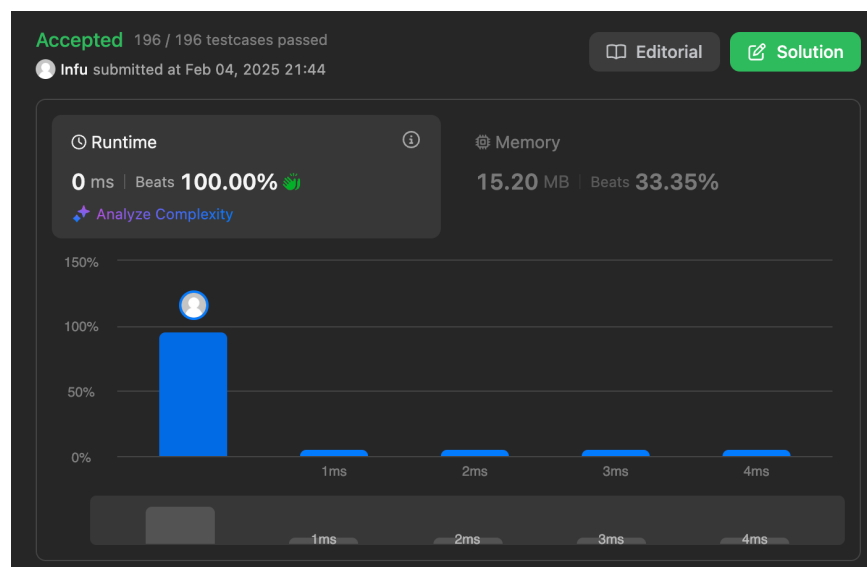 Accepted 196 / 196 testcases passed
Editorial
Solution
Infu submitted at Feb 04, 2025 21:44
Runtime
Memory
0 ms | Beats 100.00%
15.20 MB | Beats 33.35%
Analyze Complexity
150%
100%
50%
0%
1ms 2ms 3ms 4ms
1ms 2ms 3ms 4ms